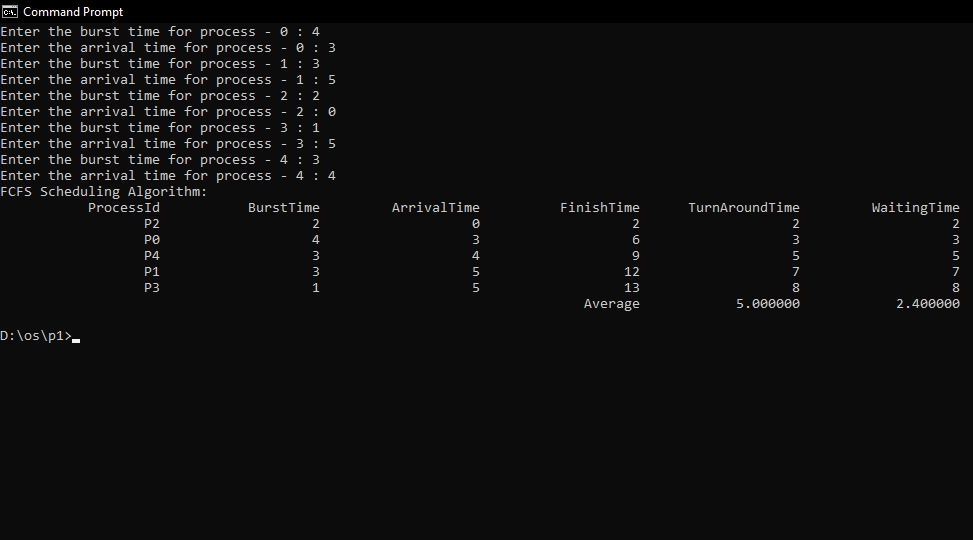 Command Prompt
Enter the burst time for process - 0 : 4
Enter the arrival time for process - 0 : 3
Enter the burst time for process - 1 : 3
Enter the arrival time for process - 1 : 5
Enter the burst time for process - 2 : 2
Enter the arrival time for process - 2 : 0
Enter the burst time for process - 3 : 1
Enter the arrival time for process - 3 : 5
Enter the burst time for process - 4 : 3
Enter the arrival time for process - 4 : 4
FCFS Scheduling Algorithm:
ProcessId BurstTime ArrivalTime FinishTime TurnAroundTime WaitingTime
P2 2 0 2 2 2
P0 4 3 6 3 3
P4 3 4 9 5 5
P1 3 5 12 7 7
P3 1 5 13 8 8
Average 5.000000 2.400000
D:\os\p1>